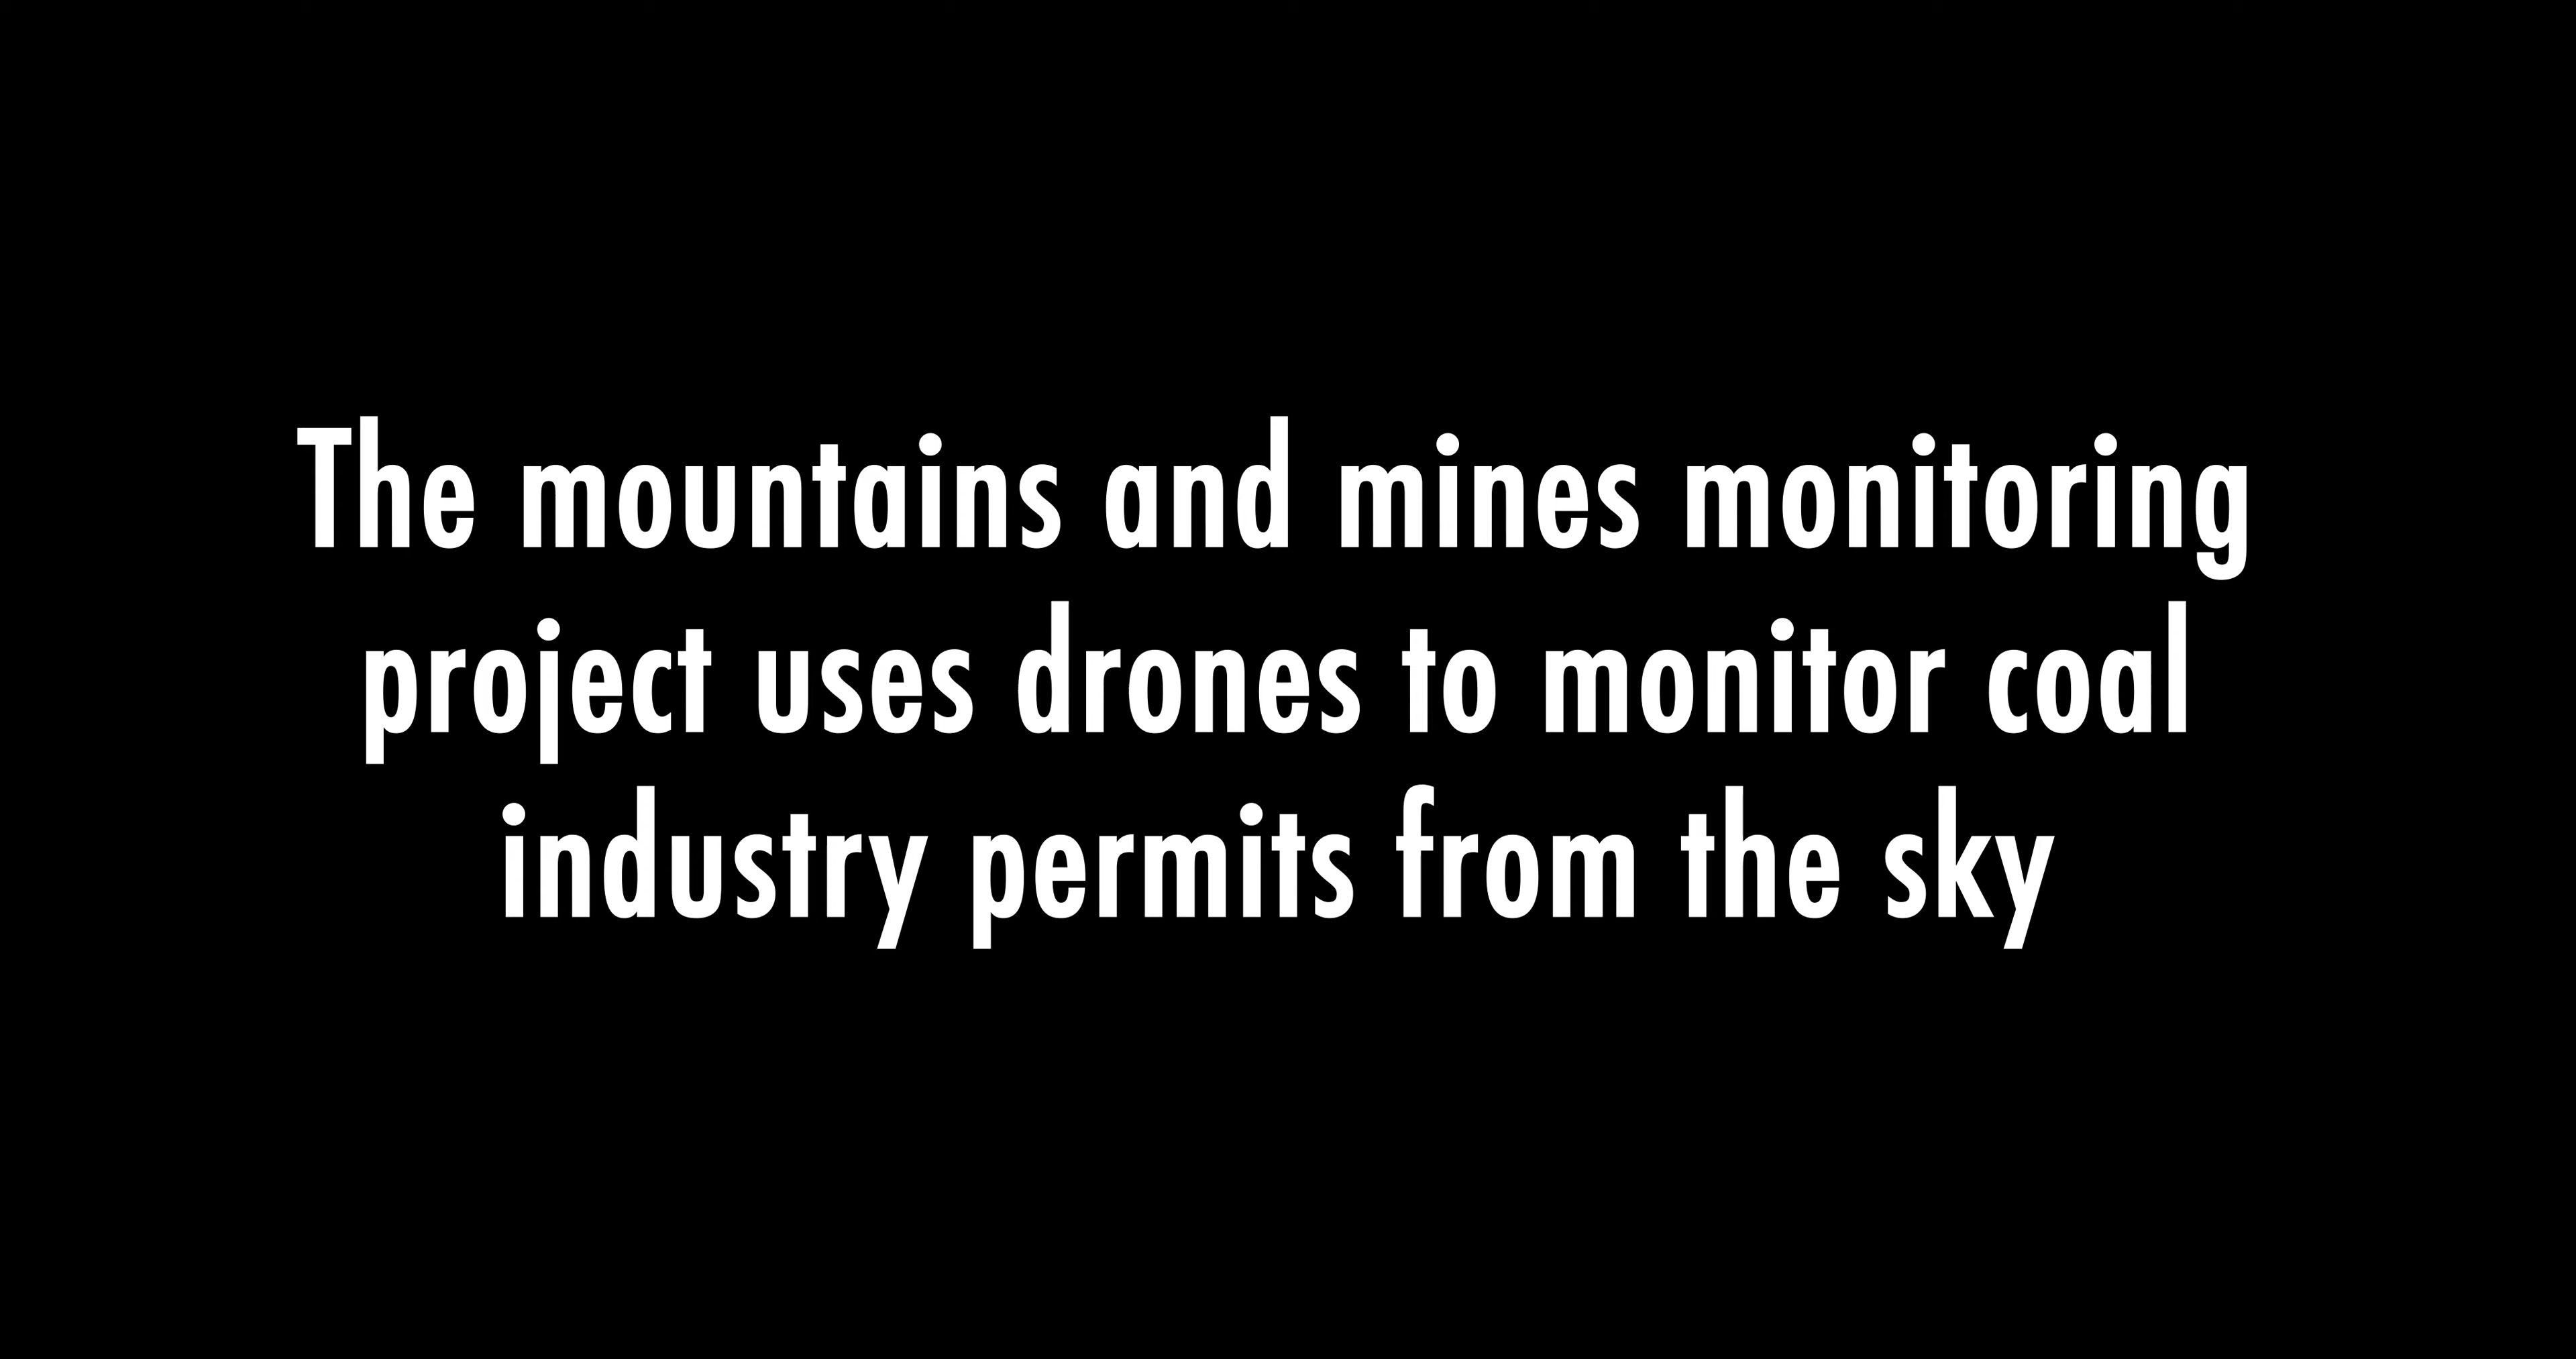 The mountains and mines monitoring
project uses drones to monitor coal
industry permits from the sky